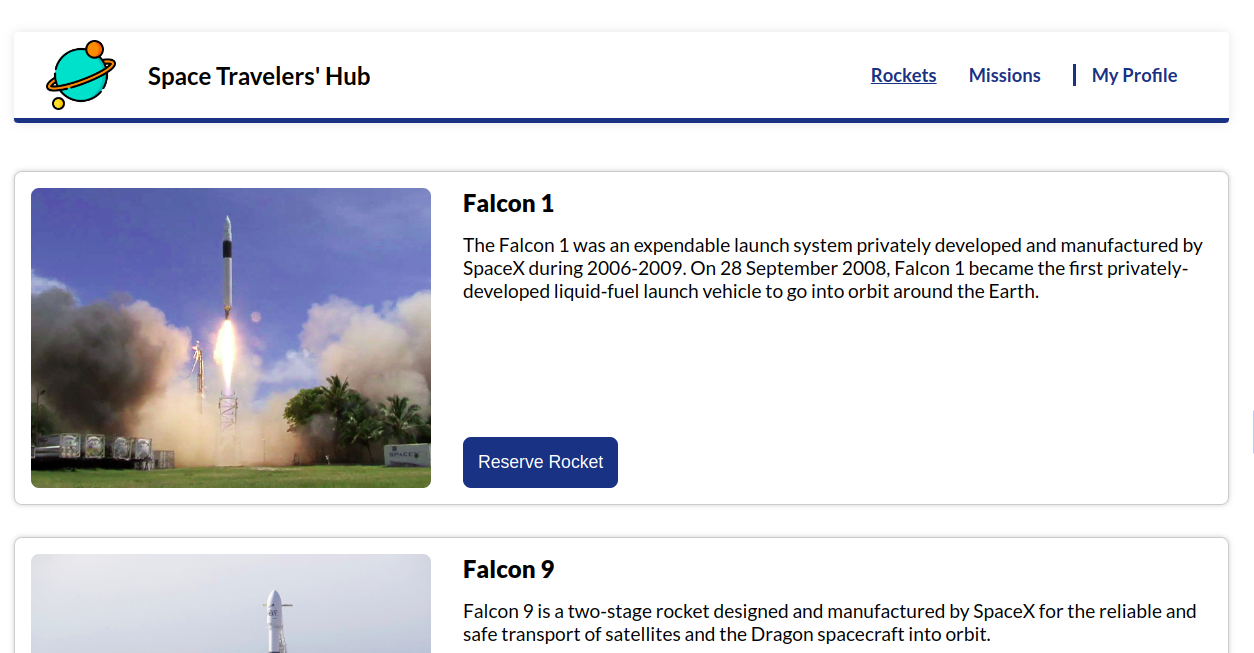 Space Travelers' Hub
Rockets
Missions
My Profile
Falcon 1
The Falcon 1 was an expendable launch system privately developed and manufactured by
SpaceX during 2006-2009. On 28 September 2008, Falcon 1 became the first privately-
developed liquid-fuel launch vehicle to go into orbit around the Earth.
Reserve Rocket
Falcon 9
Falcon 9 is a two-stage rocket designed and manufactured by SpaceX for the reliable and
safe transport of satellites and the Dragon spacecraft into orbit.